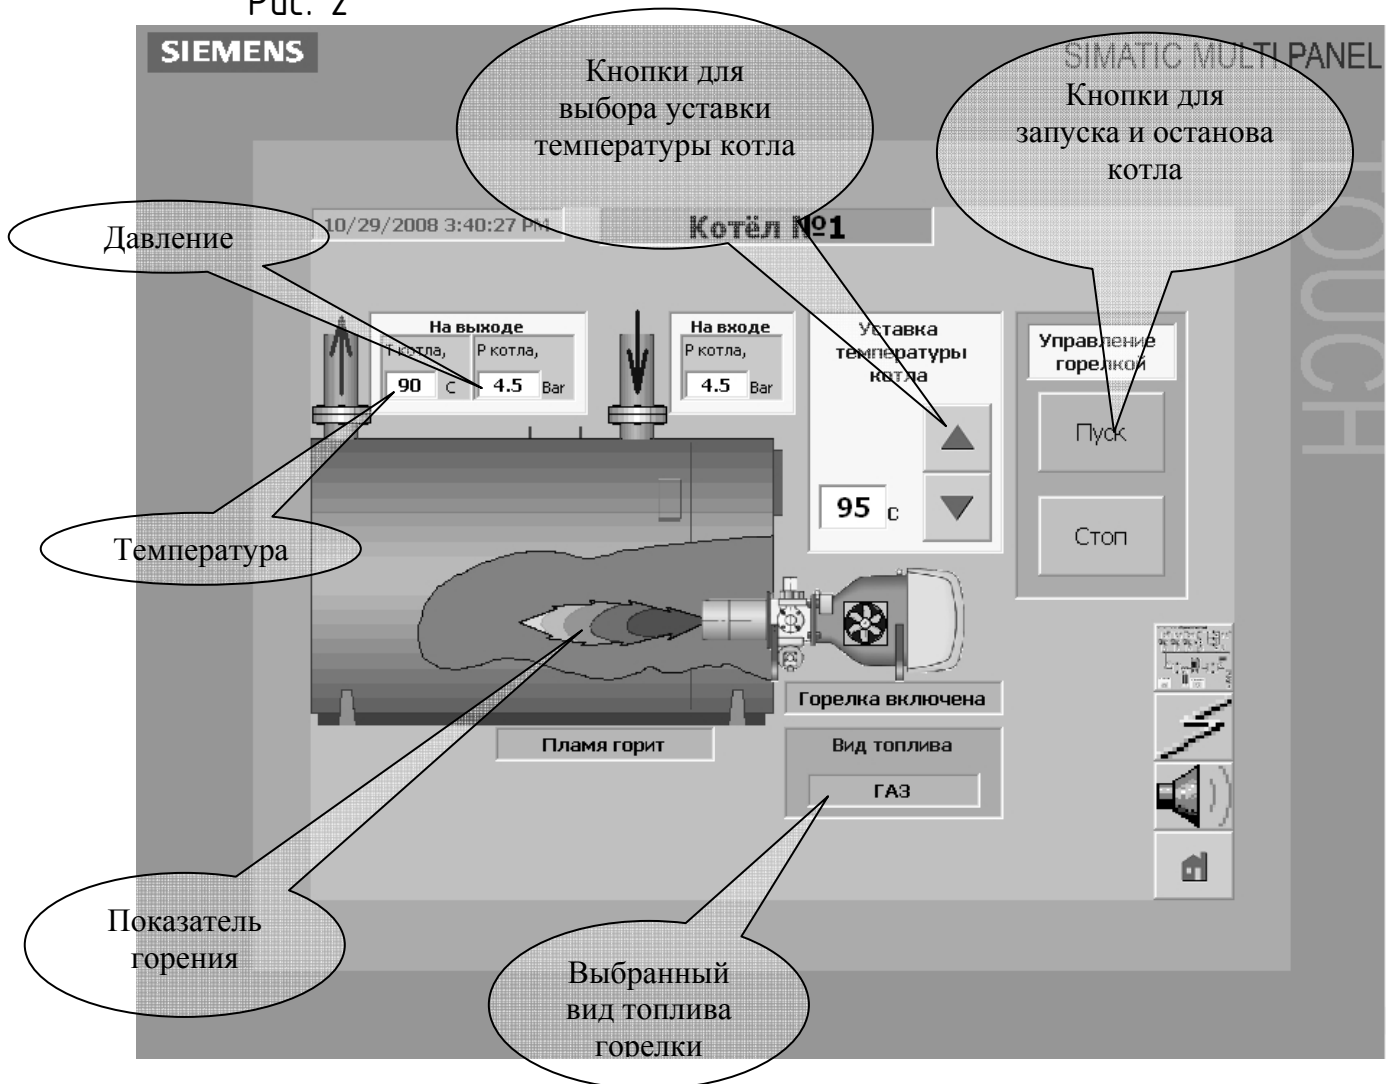 Рис. 2
SIEMENS
SIMATIC MULTI PANEL
TOUCH
Кнопки для
выбора уставки
температуры котла
Кнопки для
запуска и останова
котла
Давление
10/29/2008 3:40:27 PM
Котёл №1
На выходе
Т котла,
90 C
Р котла,
4.5 Bar
На входе
Р котла,
4.5 Bar
Уставка
температуры
котла
95 C
Управление
горелкой
Пуск
Стоп
Температура
Горелка включена
Пламя горит
Вид топлива
ГАЗ
Показатель
горения
Выбранный
вид топлива
горелки